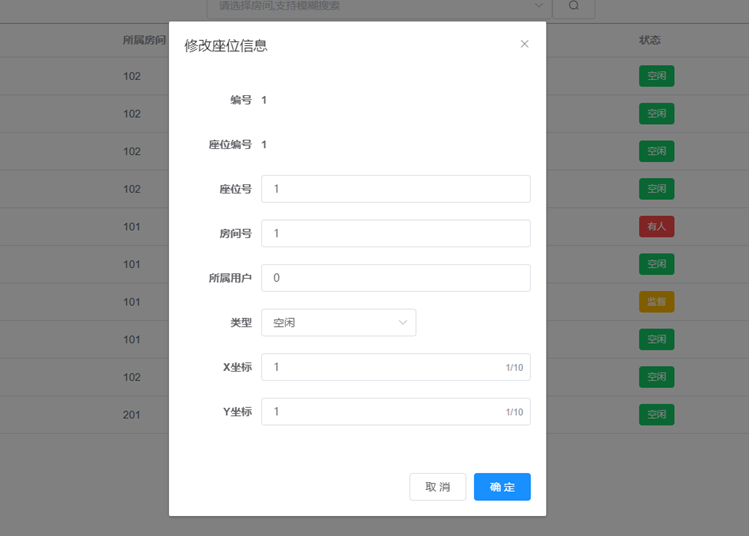 请选择房间,支持模糊搜索
所属房间
状态
修改座位信息
编号 1
座位编号 1
座位号 1
房间号 1
所属用户 0
类型 空闲
X坐标 1 1/10
Y坐标 1 1/10
取 消 确 定
102 空闲
102 空闲
102 空闲
102 空闲
101 有人
101 空闲
101 监督
101 空闲
102 空闲
201 空闲